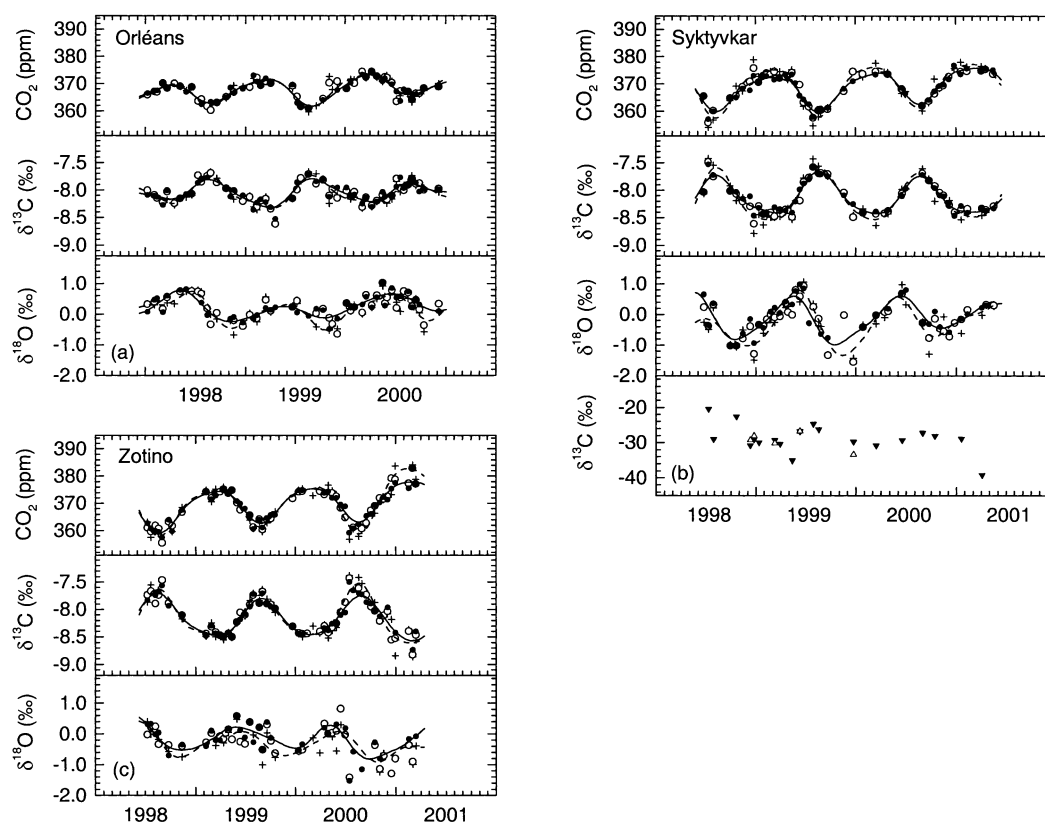 Orléans
CO2 (ppm)
390
380
370
360
δ13C (‰)
-7.5
-8.0
-8.5
-9.0
δ18O (‰)
1.0
0.0
-1.0
-2.0
(a)
1998 1999 2000
Zotino
CO2 (ppm)
390
380
370
360
δ13C (‰)
-7.5
-8.0
-8.5
-9.0
δ18O (‰)
1.0
0.0
-1.0
-2.0
(c)
1998 1999 2000 2001
Syktyvkar
CO2 (ppm)
390
380
370
360
δ13C (‰)
-7.5
-8.0
-8.5
-9.0
δ18O (‰)
1.0
0.0
-1.0
-2.0
δ13C (‰)
-20
-30
-40
(b)
1998 1999 2000 2001